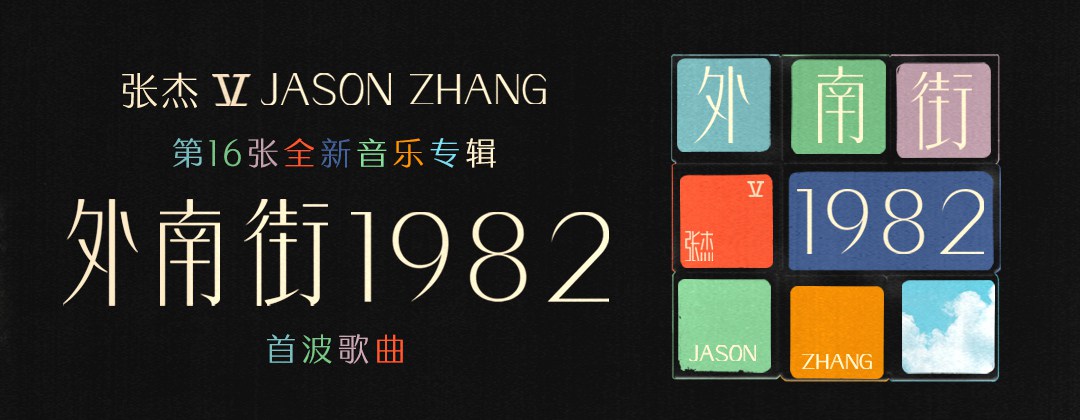 张杰 V JASON ZHANG
第16张全新音乐专辑
外南街1982
首波歌曲
外 南 街
V
张杰
1982
JASON
ZHANG